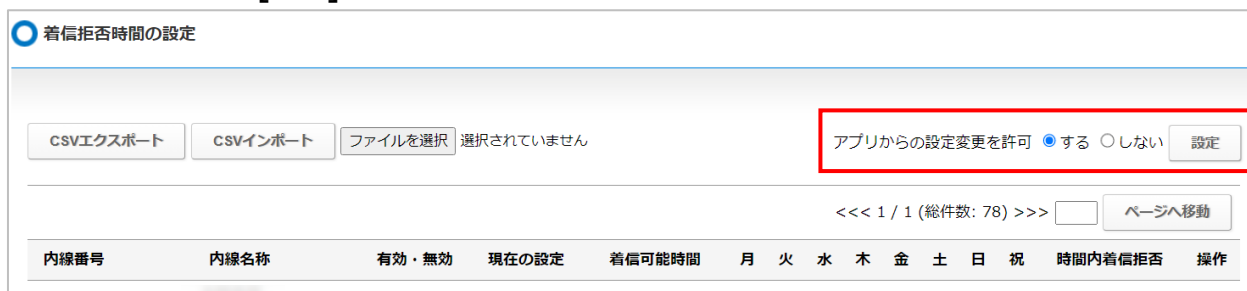 着信拒否時間の設定
CSVエクスポート CSVインポート ファイルを選択 選択されていません アプリからの設定変更を許可 する しない 設定
<<< 1 / 1 (総件数: 78) >>> ページへ移動
内線番号 内線名称 有効・無効 現在の設定 着信可能時間 月 火 水 木 金 土 日 祝 時間内着信拒否 操作